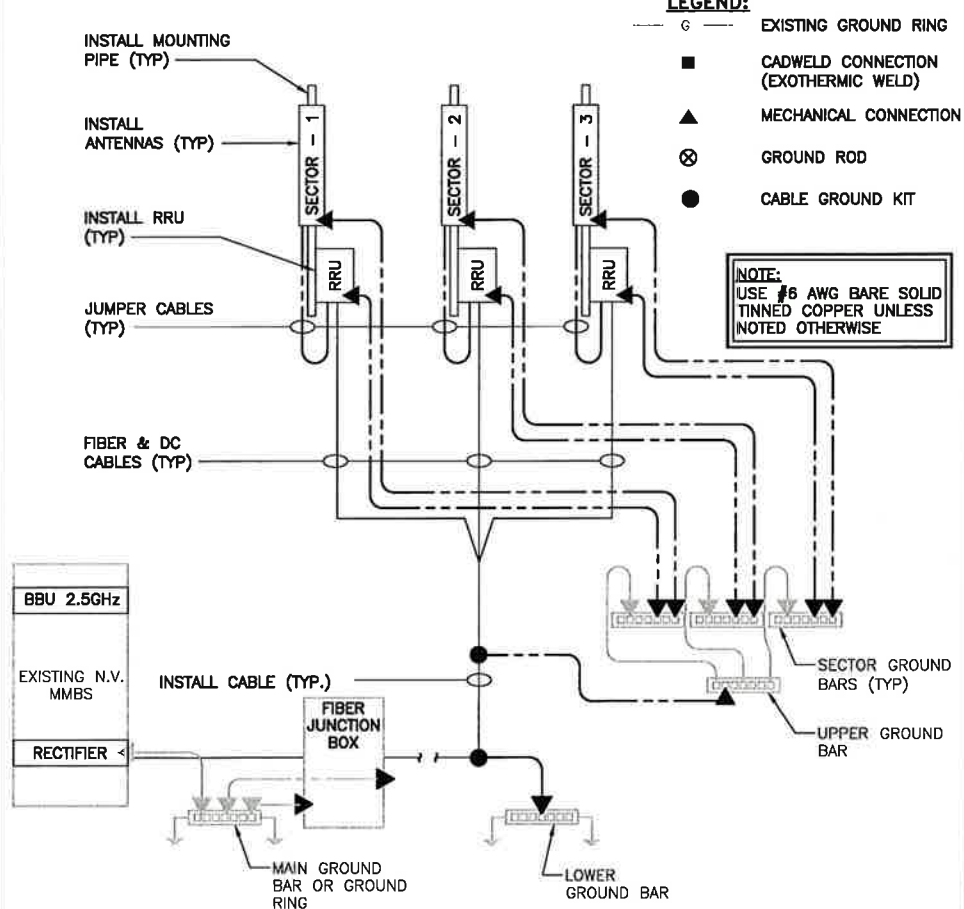 LEGEND:
G
EXISTING GROUND RING
CADWELD CONNECTION
(EXOTHERMIC WELD)
MECHANICAL CONNECTION
GROUND ROD
CABLE GROUND KIT
INSTALL MOUNTING
PIPE (TYP)
INSTALL
ANTENNAS (TYP)
INSTALL RRU
(TYP)
JUMPER CABLES
(TYP)
SECTOR - 1
SECTOR - 2
SECTOR - 3
RRU
RRU
RRU
NOTE:
USE #6 AWG BARE SOLID
TINNED COPPER UNLESS
NOTED OTHERWISE
FIBER & DC
CABLES (TYP)
BBU 2.5GHz
EXISTING N.V.
MMBS
RECTIFIER
INSTALL CABLE (TYP.)
FIBER
JUNCTION
BOX
SECTOR GROUND
BARS (TYP)
UPPER GROUND
BAR
MAIN GROUND
BAR OR GROUND
RING
LOWER
GROUND BAR